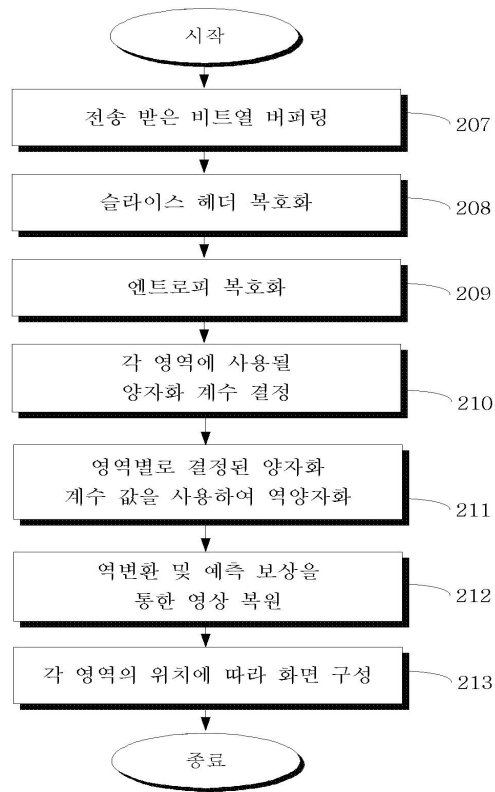 시작
전송 받은 비트열 버퍼링
207
슬라이스 헤더 복호화
208
엔트로피 복호화
209
각 영역에 사용될
양자화 계수 결정
210
영역별로 결정된 양자화
계수 값을 사용하여 역양자화
211
역변환 및 예측 보상을
통한 영상 복원
212
각 영역의 위치에 따라 화면 구성
213
종료